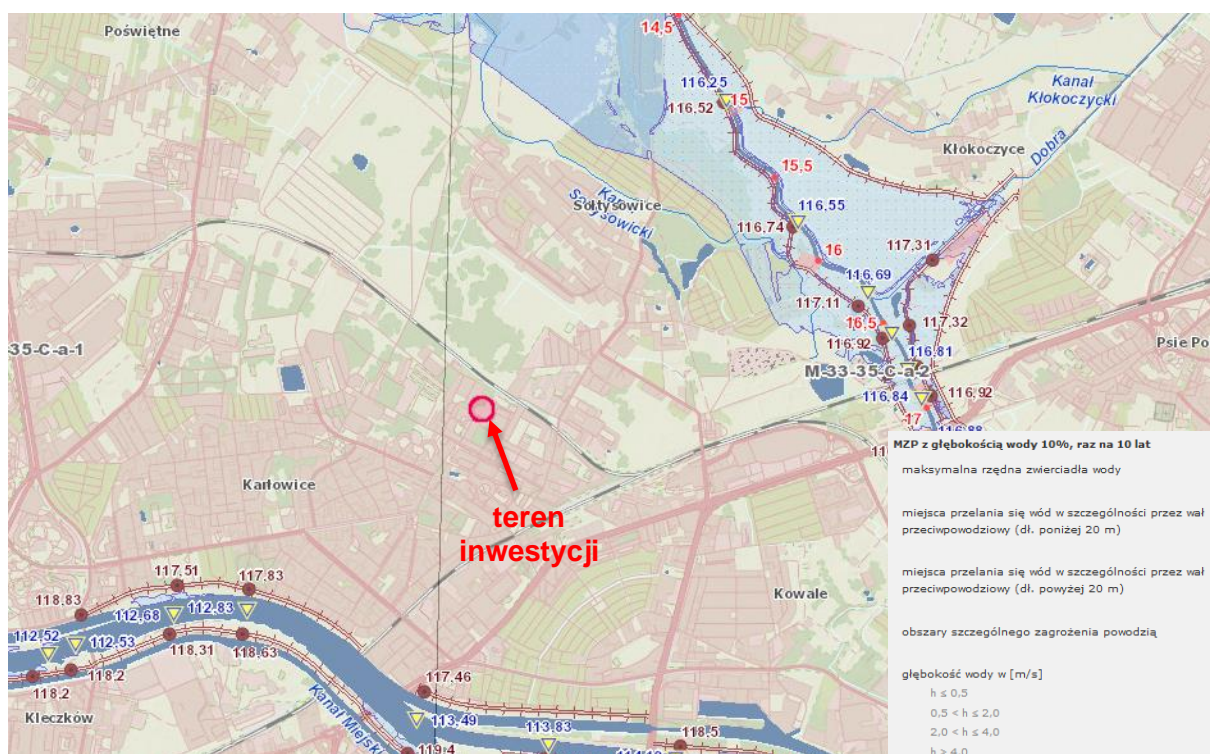 Poświętne
14,5
116,25
15
116,52
Kanał
Kłokoczycki
Kłokoczyce
Dobra
15,5
Sołtysowice
Kanał
Sołtysowicki
116,55
116,74
16
117,31
116,69
117,11
16,5
117,32
116,92
35-C-a-1
116,81
Psie Po
M-33-35-C-a-2
116,84
116,92
17
116,88
Karłowice
teren
inwestycji
117,51
117,83
118,83
112,68
112,83
112,52
112,53
118,31
118,63
118,2
118,2
Kowale
117,46
Kleczków
Kanał Miejsk
113,49
113,83
118,5
119,4
MZP z głębokością wody 10%, raz na 10 lat
maksymalna rzędna zwierciadła wody
miejsca przelania się wód w szczególności przez wał
przeciwpowodziowy (dł. poniżej 20 m)
miejsca przelania się wód w szczególności przez wał
przeciwpowodziowy (dł. powyżej 20 m)
obszary szczególnego zagrożenia powodzią
głębokość wody w [m/s]
h ≤ 0,5
0,5 < h ≤ 2,0
2,0 < h ≤ 4,0
h > 4,0